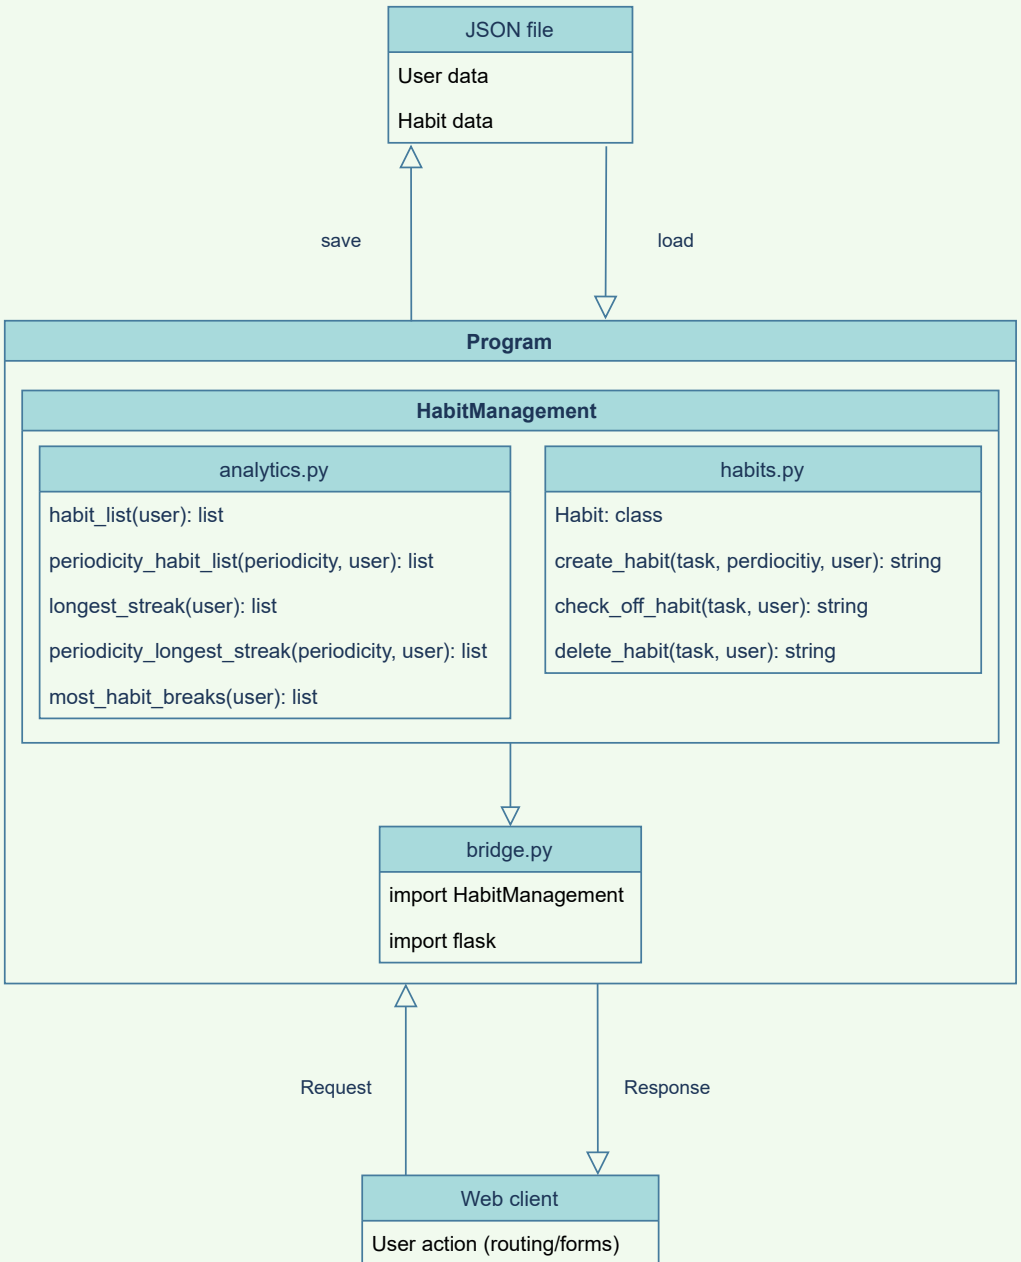 JSON file
User data
Habit data
save
load
Program
HabitManagement
analytics.py
habit_list(user): list
periodicity_habit_list(periodicity, user): list
longest_streak(user): list
periodicity_longest_streak(periodicity, user): list
most_habit_breaks(user): list
habits.py
Habit: class
create_habit(task, perdiocitiy, user): string
check_off_habit(task, user): string
delete_habit(task, user): string
bridge.py
import HabitManagement
import flask
Request
Response
Web client
User action (routing/forms)